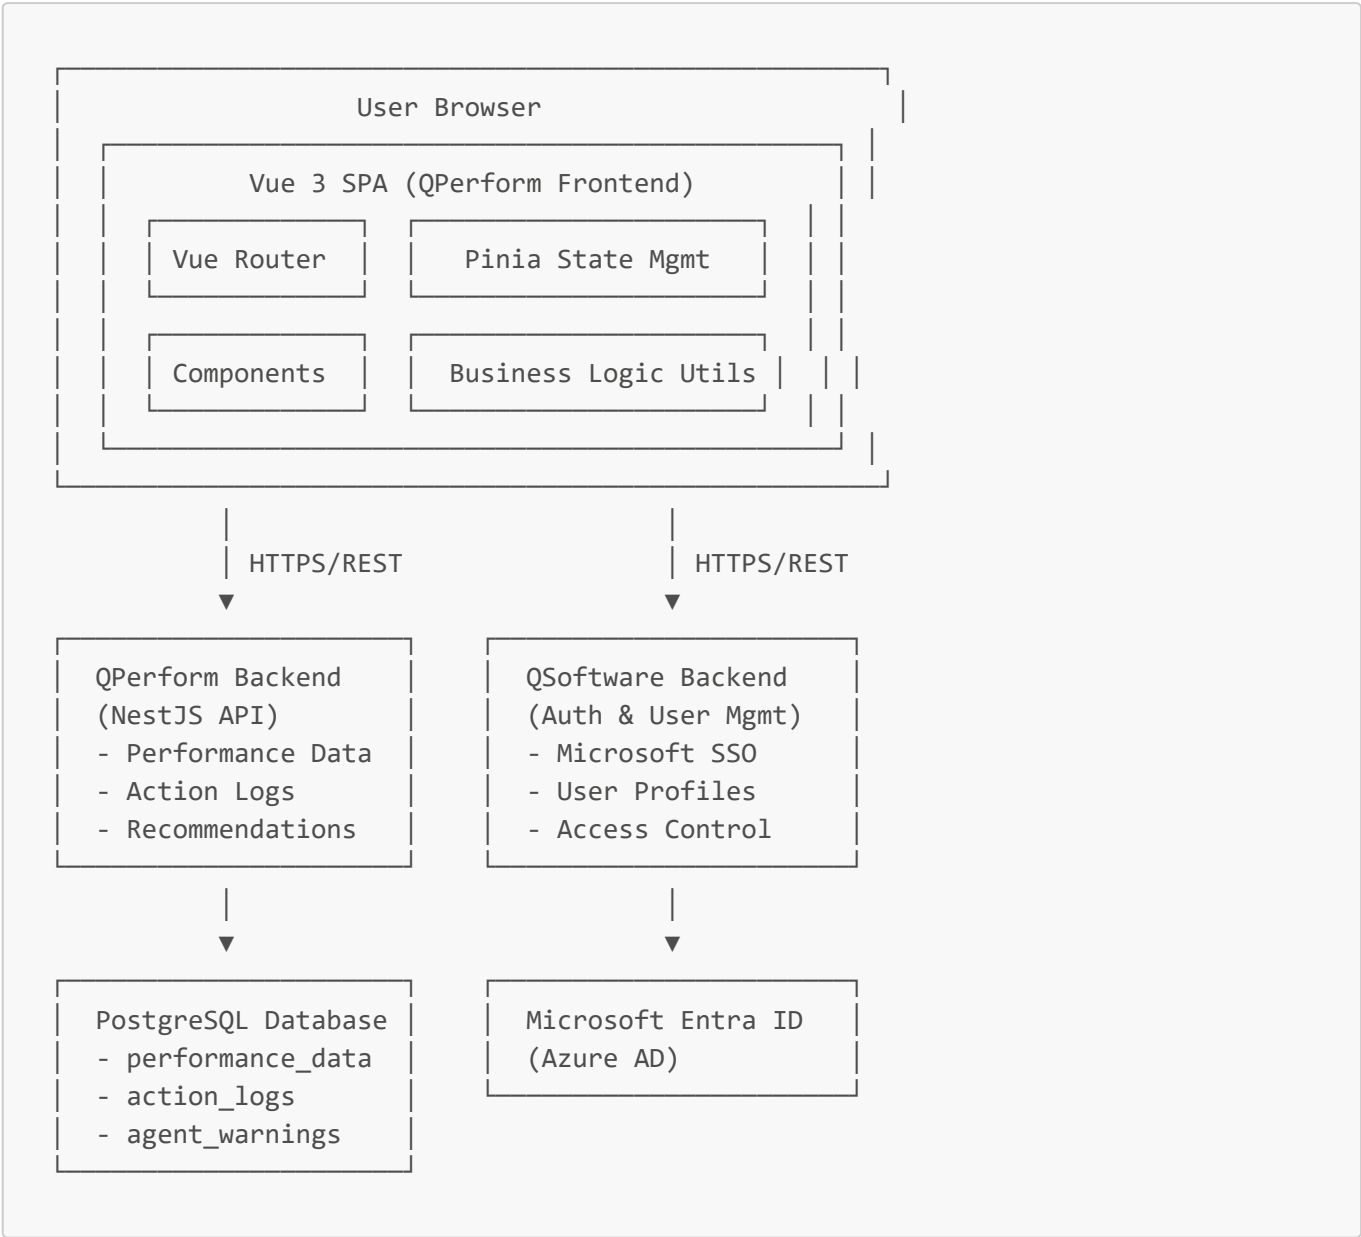 User Browser
Vue 3 SPA (QPerform Frontend)
Vue Router    Pinia State Mgmt
Components    Business Logic Utils
HTTPS/REST    HTTPS/REST
QPerform Backend    QSoftware Backend
(NestJS API)    (Auth & User Mgmt)
- Performance Data    - Microsoft SSO
- Action Logs    - User Profiles
- Recommendations    - Access Control
PostgreSQL Database    Microsoft Entra ID
- performance_data    (Azure AD)
- action_logs
- agent_warnings